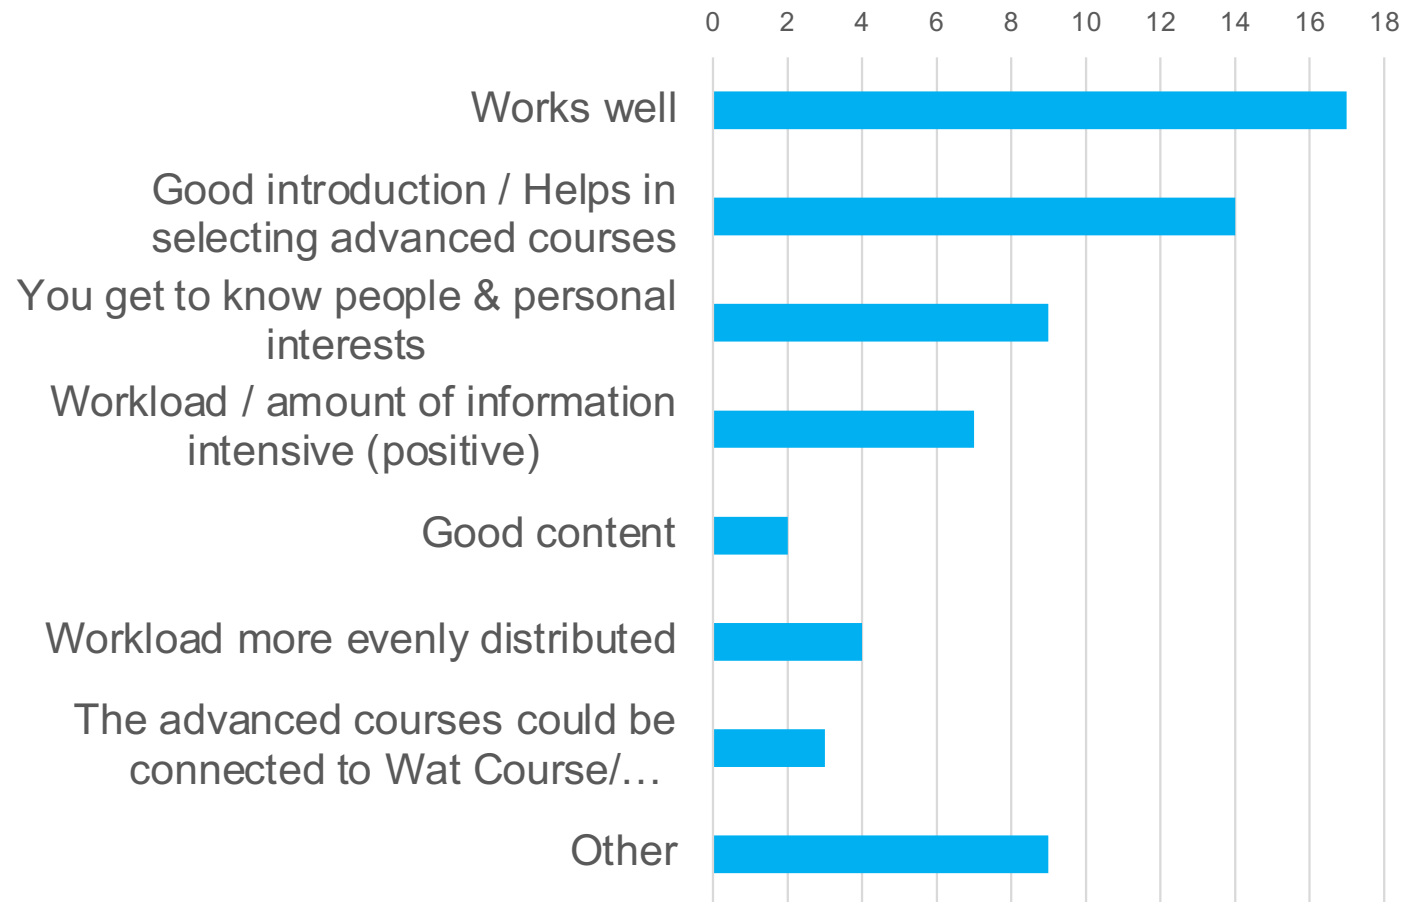 0 2 4 6 8 10 12 14 16 18
Works well
Good introduction / Helps in
selecting advanced courses
You get to know people & personal
interests
Workload / amount of information
intensive (positive)
Good content
Workload more evenly distributed
The advanced courses could be
connected to Wat Course/…
Other